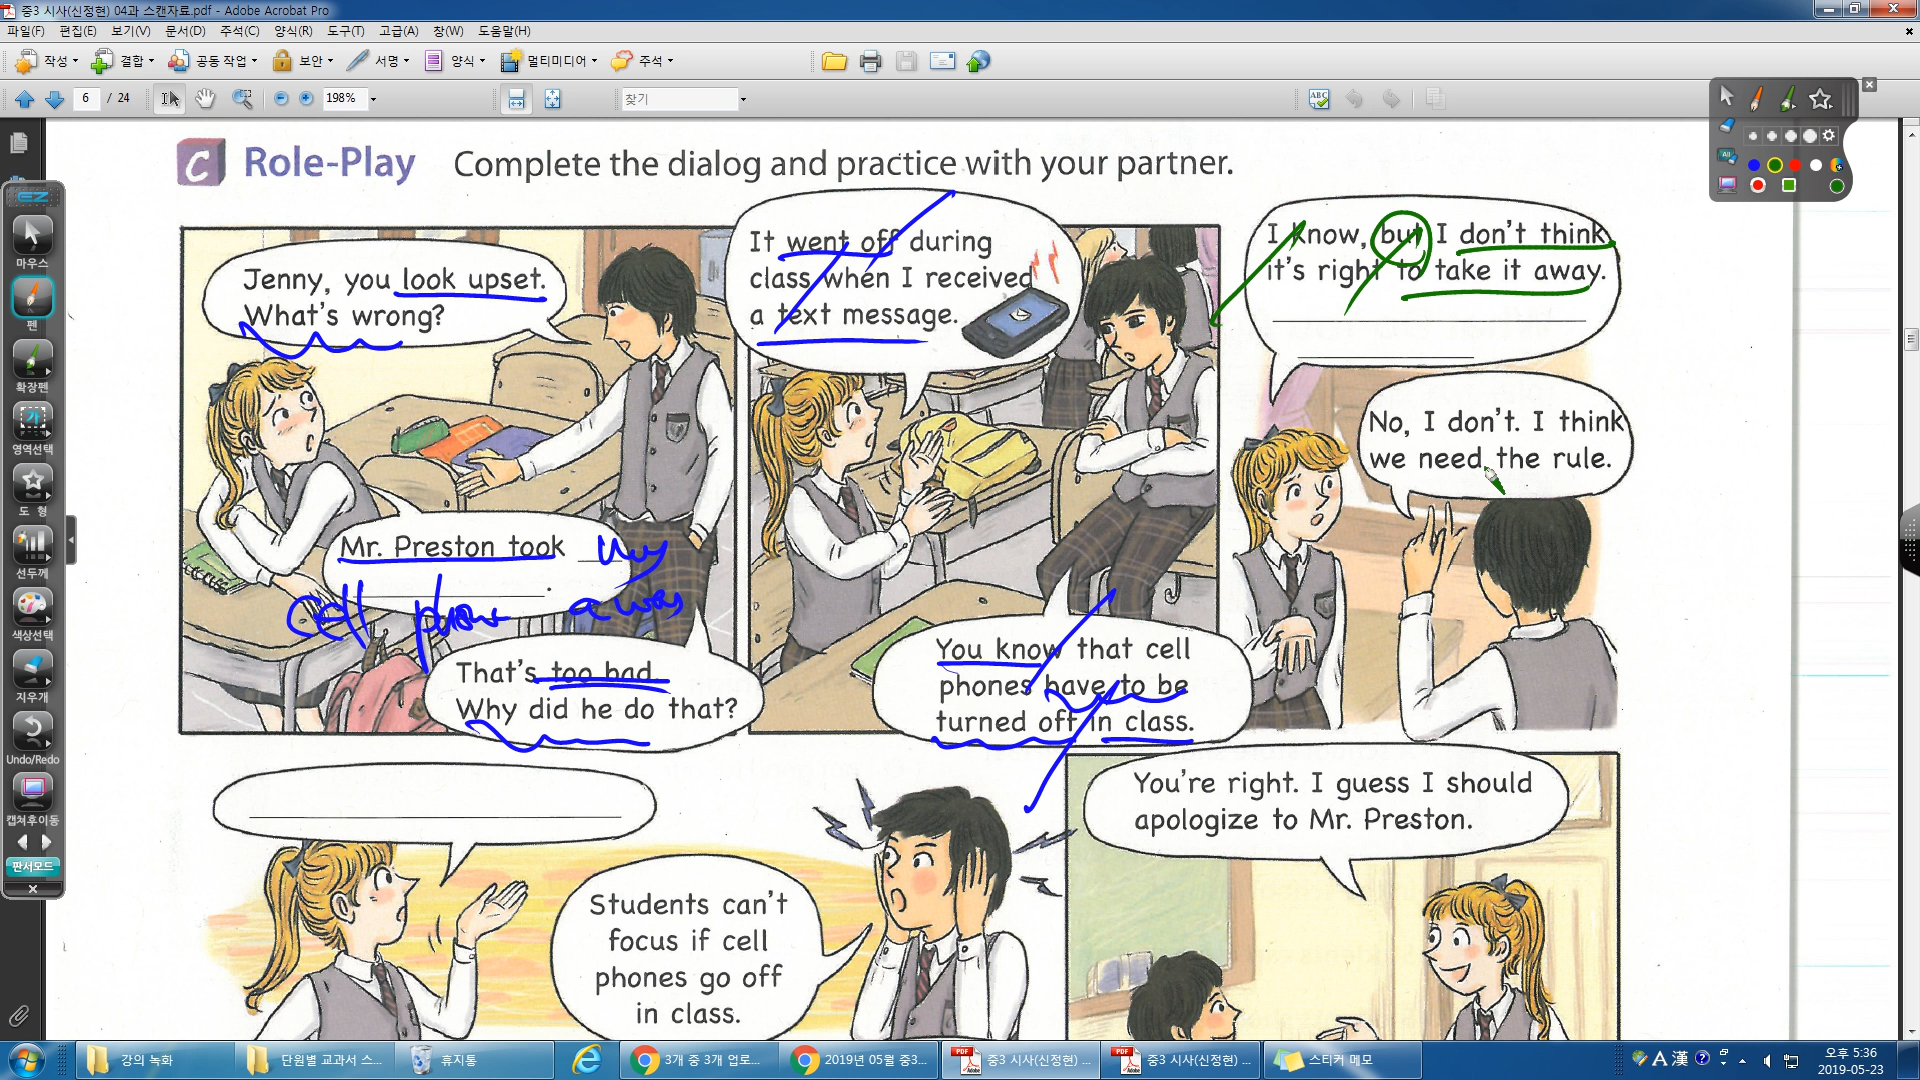 중3 시사(신정현) 04과 스캔자료.pdf - Adobe Acrobat Pro
파일(F) 편집(E) 보기(V) 문서(D) 주석(C) 양식(R) 도구(T) 고급(A) 창(W) 도움말(H)
작성 결합 공동 작업 보안 서명 양식 멀티미디어 주석
6 / 24 198% 찾기
C Role-Play Complete the dialog and practice with your partner.
Jenny, you look upset.
What's wrong?
Mr. Preston took my
cell phone away
.
That's too bad.
Why did he do that?
It went off during
class when I received
a text message.
You know that cell
phones have to be
turned off in class.
I know, but I don't think
it's right to take it away.
No, I don't. I think
we need the rule.
Students can't
focus if cell
phones go off
in class.
You're right. I guess I should
apologize to Mr. Preston.
EZ
마우스
펜
확장펜
영역선택
도 형
선두께
색상선택
지우개
Undo/Redo
캡쳐후이동
판서모드
강의 녹화
단원별 교과서 스...
휴지통
3개 중 3개 업로...
2019년 05월 중3...
중3 시사(신정현) ...
중3 시사(신정현) ...
스티커 메모
A 漢
오후 5:36
2019-05-23